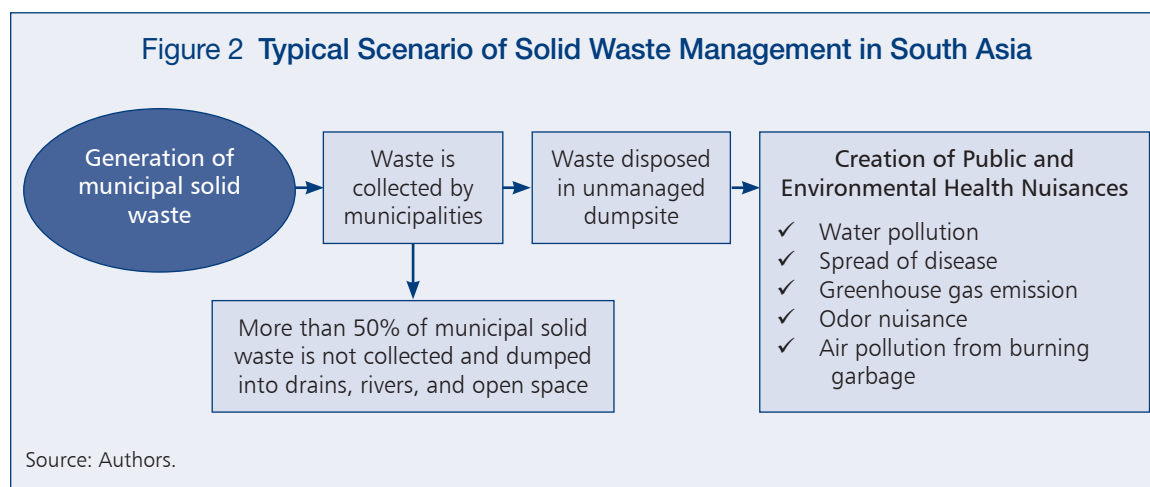 Figure 2 Typical Scenario of Solid Waste Management in South Asia
Generation of
municipal solid
waste
Waste is
collected by
municipalities
Waste disposed
in unmanaged
dumpsite
Creation of Public and
Environmental Health Nuisances
✓ Water pollution
✓ Spread of disease
✓ Greenhouse gas emission
✓ Odor nuisance
✓ Air pollution from burning
garbage
More than 50% of municipal solid
waste is not collected and dumped
into drains, rivers, and open space
Source: Authors.